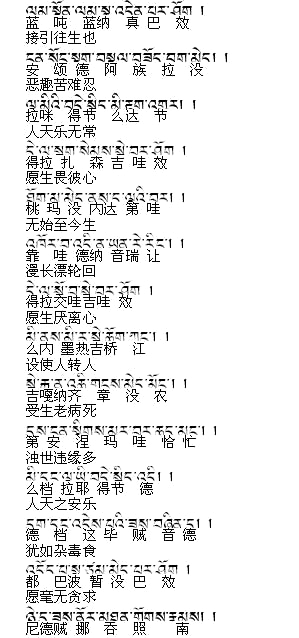 ལམ་སྟོན་ལམ་སྣ་འདྲེན་པར་ཤོག །
蓝 吨 蓝纳 真 巴 效
接引往生也
ངན་སོང་སྡུག་བསྔལ་བཟོད་བླག་མེད། །
安 颂 德 阿 族 拉 没
恶趣苦难忍
ལྷ་མིའི་བདེ་སྐྱིད་མི་རྟག་འགྱུར། །
拉咪 得节 么达 节
人天乐无常
དེ་ལ་སྐྲག་སེམས་སྐྱེ་བར་ཤོག །
得拉 扎 森 吉 哇 效
愿生畏彼心
ཐོག་མ་མེད་ནས་ད་ལྟའི་བར། །
桃 玛 没 内达 第 哇
无始至今生
འཁོར་བ་འདི་ན་ཡུན་རེ་རིང་། །
靠 哇 德纳 音瑞 让
漫长漂轮回
དེ་ལ་སྐྱོ་བ་སྐྱེ་བར་ཤོག །
得拉交哇吉哇 效
愿生厌离心
མི་ནས་མི་རུ་སྐྱེ་ཆོག་ཀྱང་། །
么内 墨热吉桥 江
设使人转人
སྐྱེ་རྒ་ན་འཆི་གྲངས་མེད་མྱོང་། །
吉嘎纳齐 章 没 农
受生老病死
དུས་ངན་སྙིགས་མར་བར་ཆད་མང་། །
第 安 涅 玛 哇 恰 忙
浊世违缘多
མི་དང་ལྷ་ཡི་བདེ་སྐྱིད་འདི། །
么档 拉耶 得节 德
人天之安乐
དུག་དང་འདྲེས་པའི་ཟས་བཞིན་དུ། །
德 档 这 毕 贼 音德
犹如杂毒食
འདོད་པ་སྤུ་ཙམ་མེད་པར་ཤོག །
都 巴波 暂 没 巴 效
愿毫无贪求
ཉེ་དུ་ཟས་ནོར་མཐུན་གྲོགས་རྣམས། །
尼德贼 挪 吞 照 南